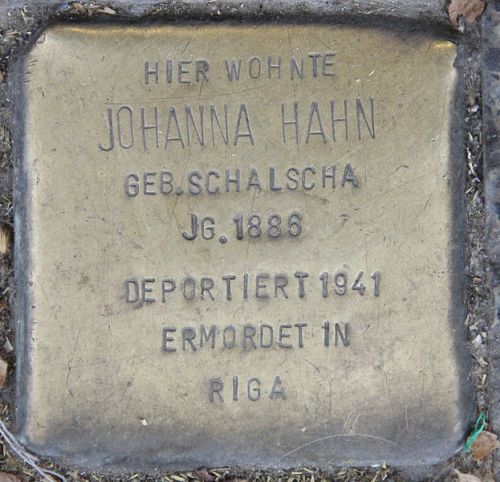 HIER WOHNTE
JOHANNA HAHN
GEB. SCHALSCHA
JG. 1886
DEPORTIERT 1941
ERMORDET IN
RIGA